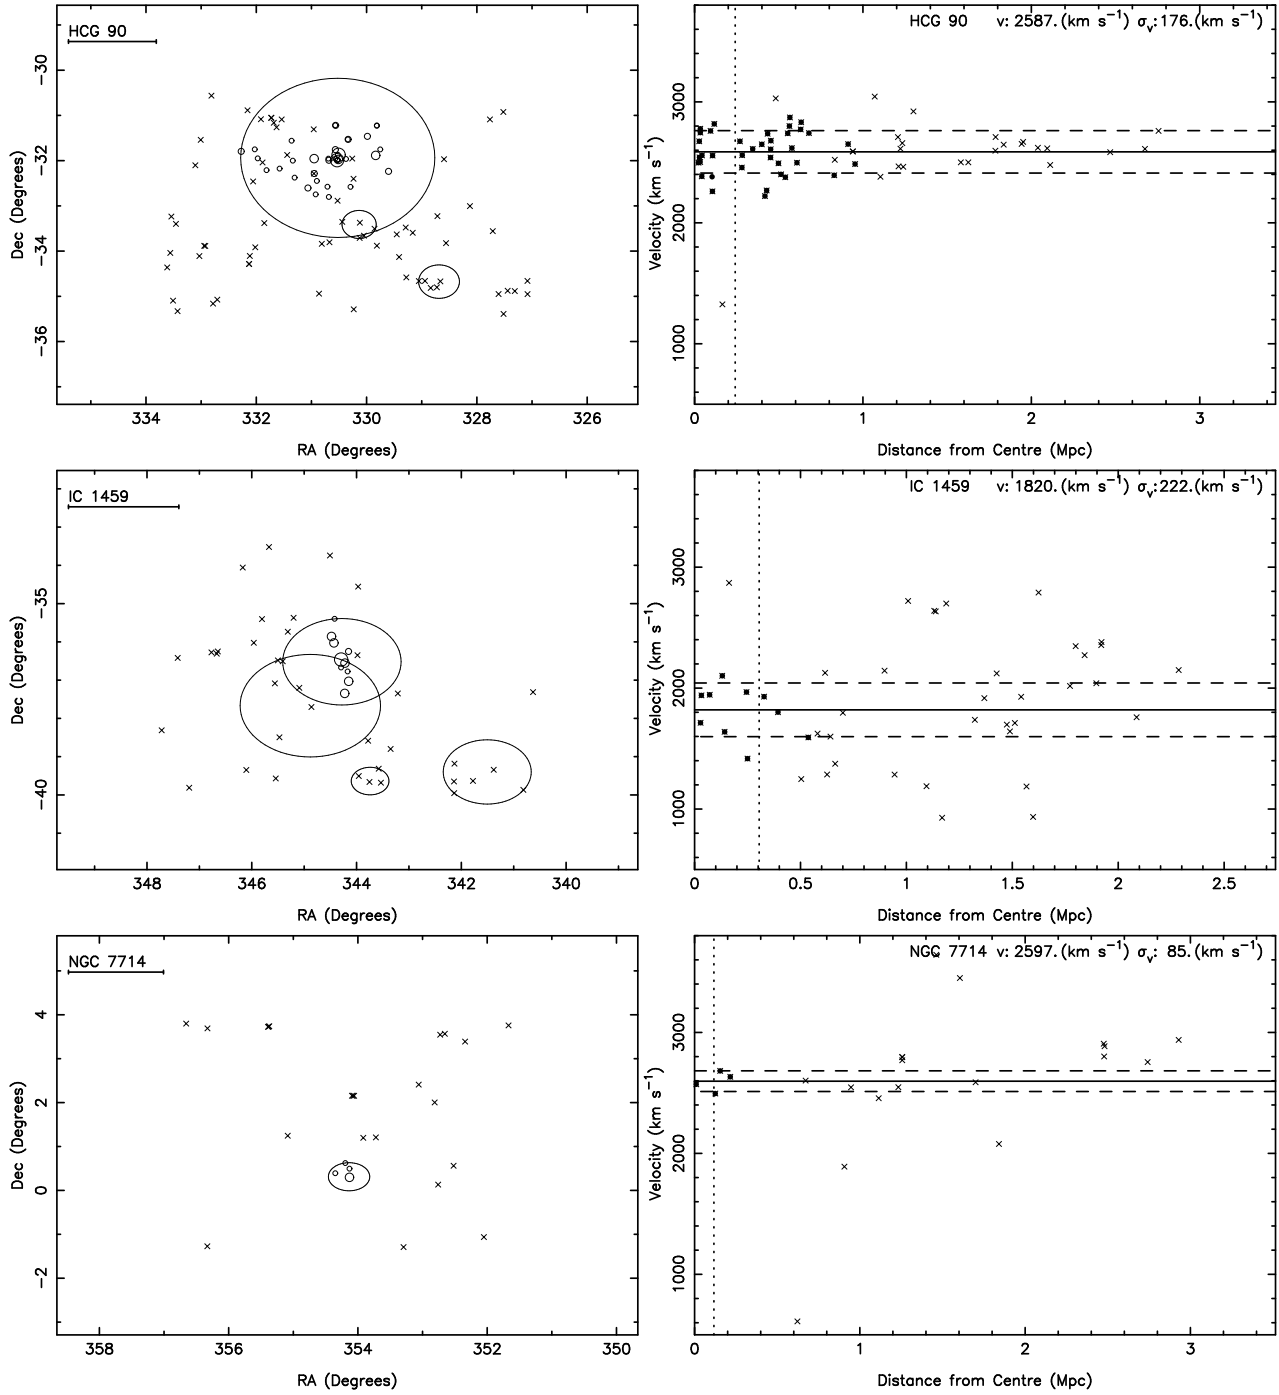 HCG 90
−30
−32
−34
−36
Dec (Degrees)
334
332
330
328
326
RA (Degrees)
HCG 90 v: 2587. (km s⁻¹) σᵥ: 176. (km s⁻¹)
3000
2000
1000
Velocity (km s⁻¹)
0
1
2
3
Distance from Centre (Mpc)
IC 1459
−35
−40
Dec (Degrees)
348
346
344
342
340
RA (Degrees)
IC 1459 v: 1820. (km s⁻¹) σᵥ: 222. (km s⁻¹)
3000
2000
1000
Velocity (km s⁻¹)
0
0.5
1
1.5
2
2.5
Distance from Centre (Mpc)
NGC 7714
4
2
0
−2
Dec (Degrees)
358
356
354
352
350
RA (Degrees)
NGC 7714 v: 2597. (km s⁻¹) σᵥ: 85. (km s⁻¹)
3000
2000
1000
Velocity (km s⁻¹)
0
1
2
3
Distance from Centre (Mpc)